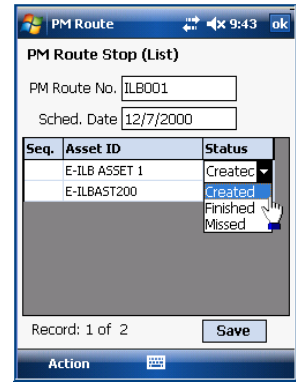 PM Route 9:43 ok
PM Route Stop (List)
PM Route No. ILB001
Sched. Date 12/7/2000
Seq. Asset ID Status
E-ILB ASSET 1 Created
E-ILBAST200 Created
Finished
Missed
Record: 1 of 2 Save
Action